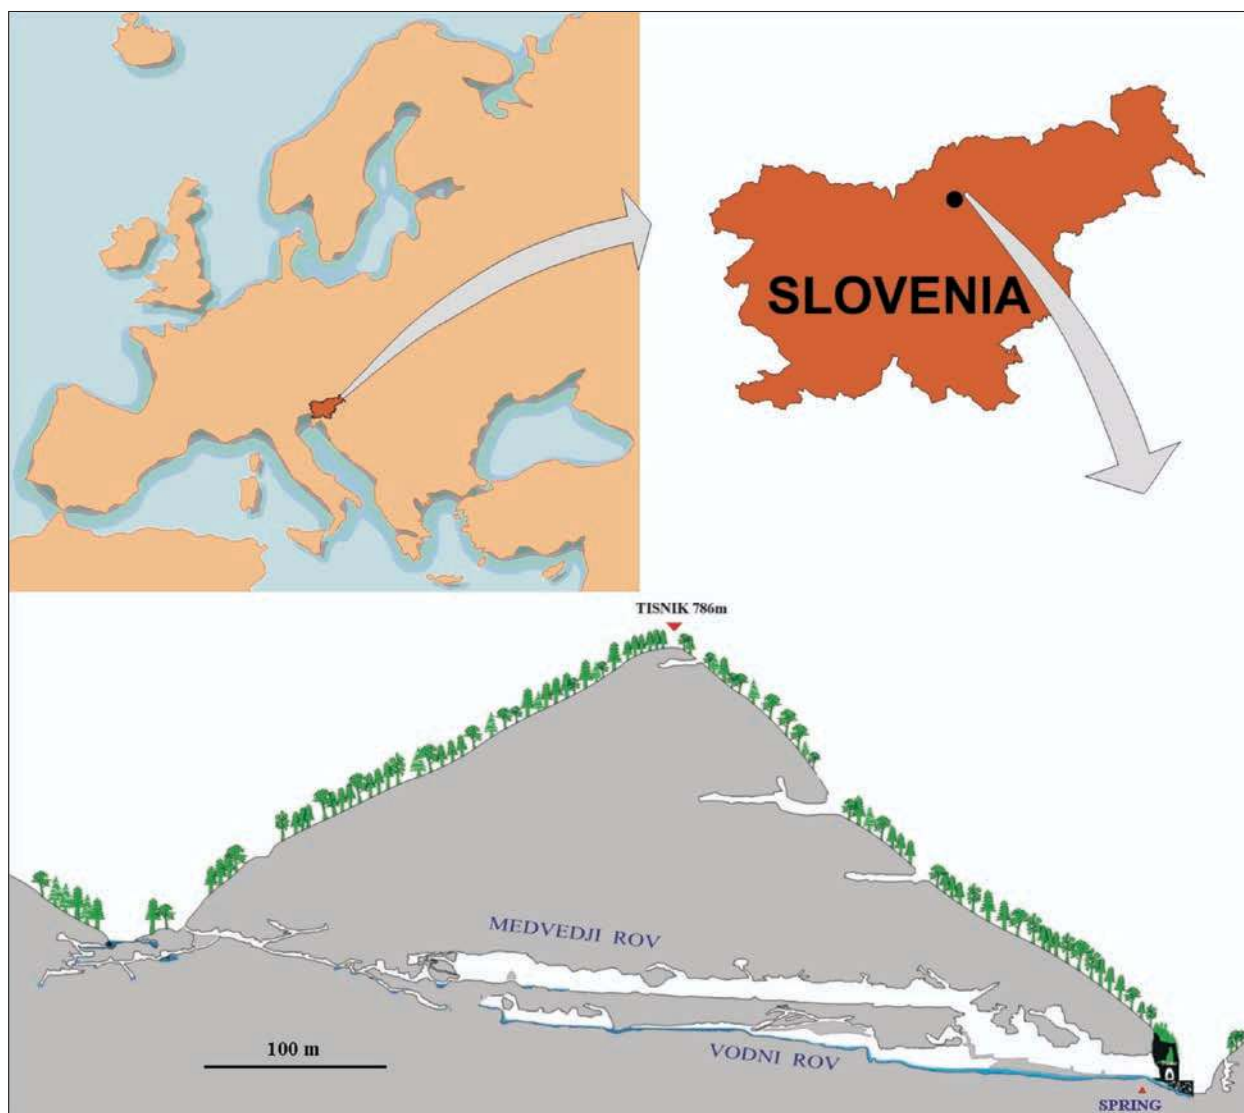 SLOVENIA
TISNIK 786m
MEDVEDJI ROV
100 m
VODNI ROV
SPRING